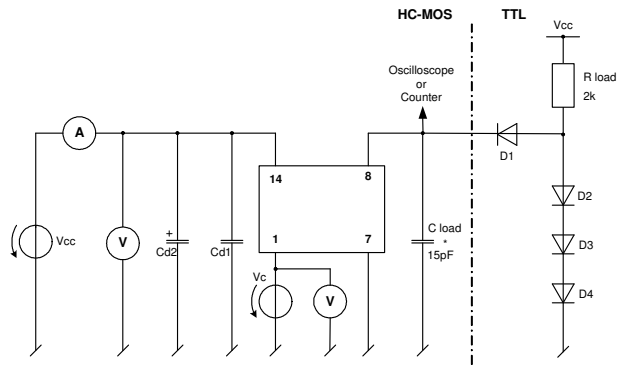 HC-MOS
TTL
Vcc
Oscilloscope
or
Counter
R load
2k
A
D1
14
8
1
7
D2
Vcc
V
+
Cd2
Cd1
C load
*
15pF
D3
Vc
V
D4